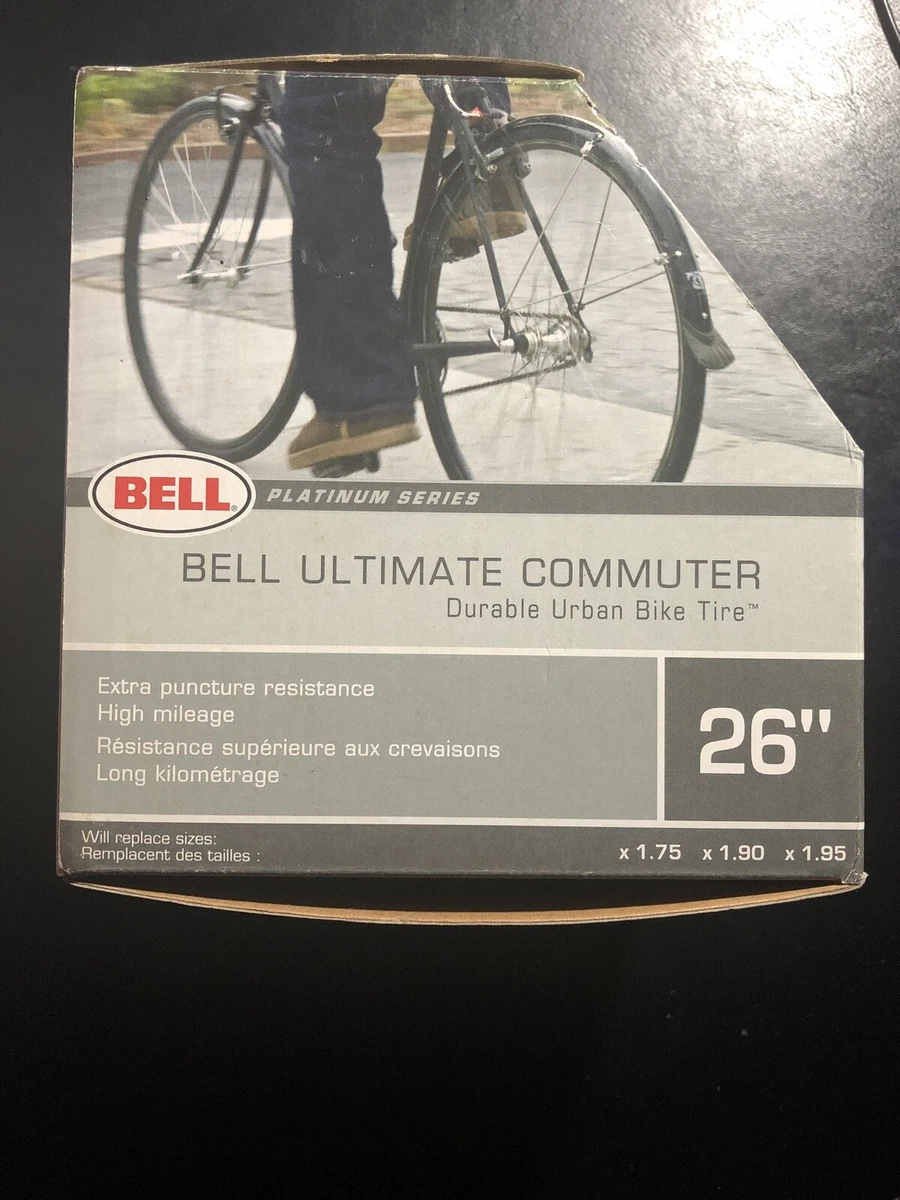 BELL®
PLATINUM SERIES
BELL ULTIMATE COMMUTER
Durable Urban Bike Tire™
Extra puncture resistance
High mileage
Résistance supérieure aux crevaisons
Long kilométrage
26"
Will replace sizes:
Remplacent des tailles :
x 1.75 x 1.90 x 1.95